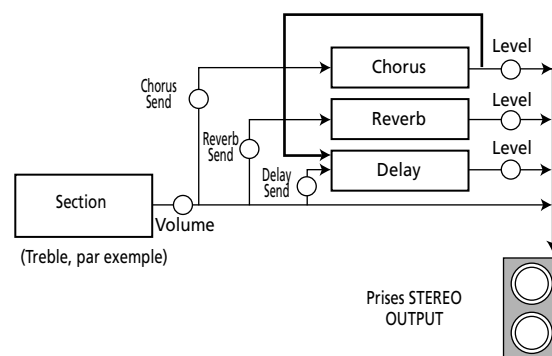 Level
Chorus
Chorus
Send
Level
Reverb
Reverb
Send
Level
Delay
Delay
Send
Section
Volume
(Treble, par exemple)
Prises STEREO
OUTPUT